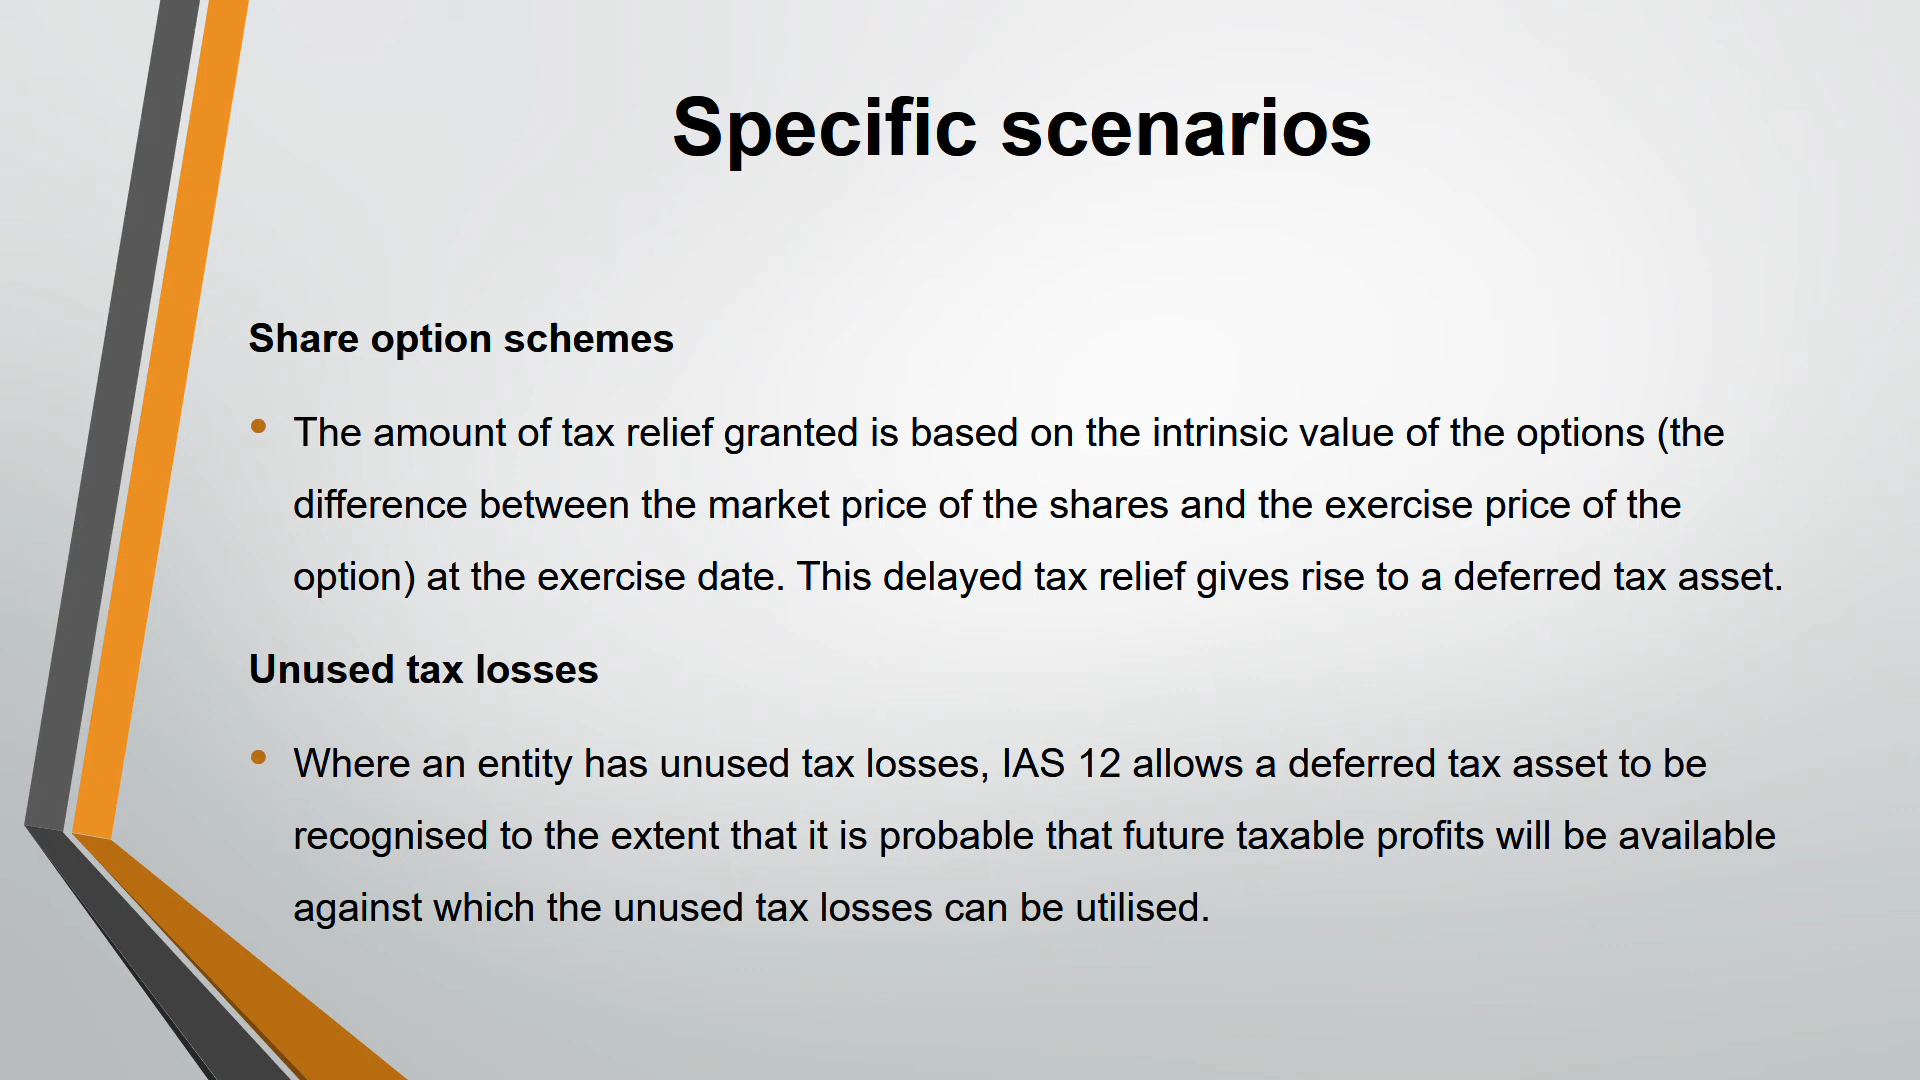 Specific scenarios
Share option schemes
• The amount of tax relief granted is based on the intrinsic value of the options (the
difference between the market price of the shares and the exercise price of the
option) at the exercise date. This delayed tax relief gives rise to a deferred tax asset.
Unused tax losses
• Where an entity has unused tax losses, IAS 12 allows a deferred tax asset to be
recognised to the extent that it is probable that future taxable profits will be available
against which the unused tax losses can be utilised.